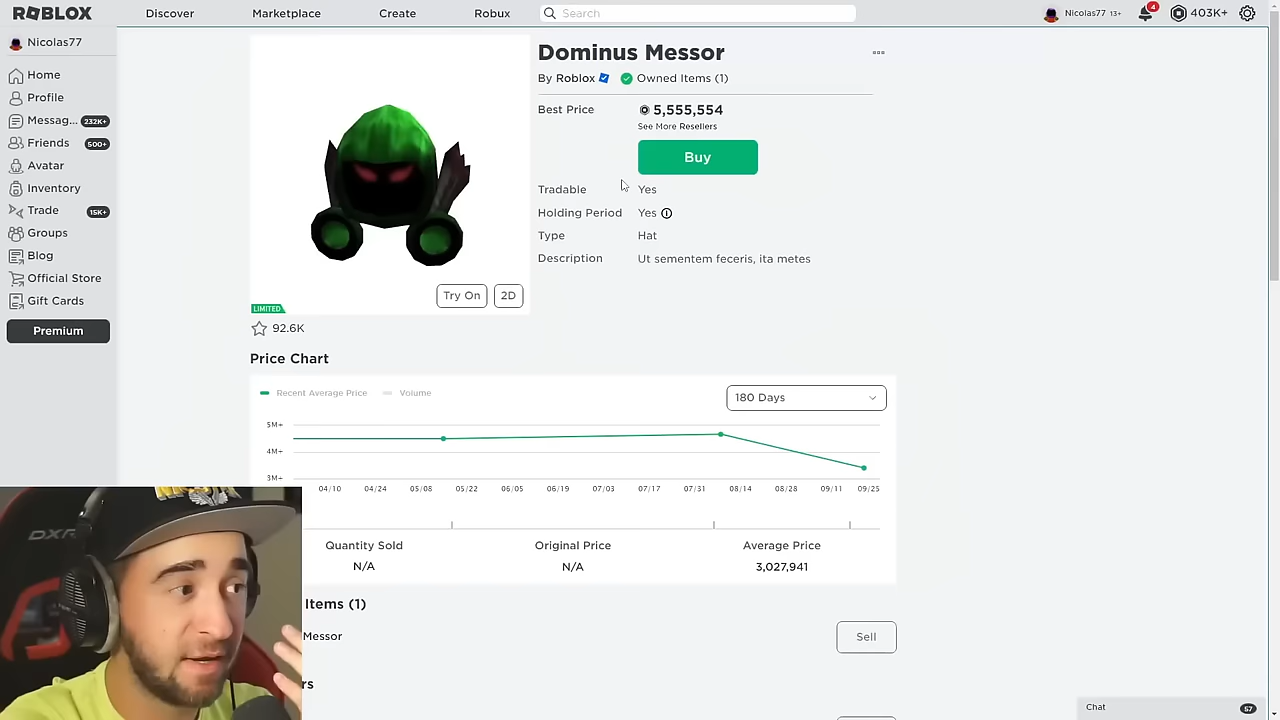 ROBLOX Discover Marketplace Create Robux Search Nicolas77 13+ 4 403K+
Nicolas77
Home
Profile
Messag... 232K+
Friends 500+
Avatar
Inventory
Trade 15K+
Groups
Blog
Official Store
Gift Cards
Premium
Dominus Messor
By Roblox Owned Items (1)
Best Price 5,555,554
See More Resellers
Buy
Tradable Yes
Holding Period Yes
Type Hat
Description Ut sementem feceris, ita metes
Try On 2D
LIMITED
92.6K
Price Chart
Recent Average Price Volume 180 Days
5M+
4M+
3M+
04/10 04/24 05/08 05/22 06/05 06/19 07/03 07/17 07/31 08/14 08/28 09/11 09/25
Quantity Sold Original Price Average Price
N/A N/A 3,027,941
Items (1)
Messor Sell
rs
Chat 57